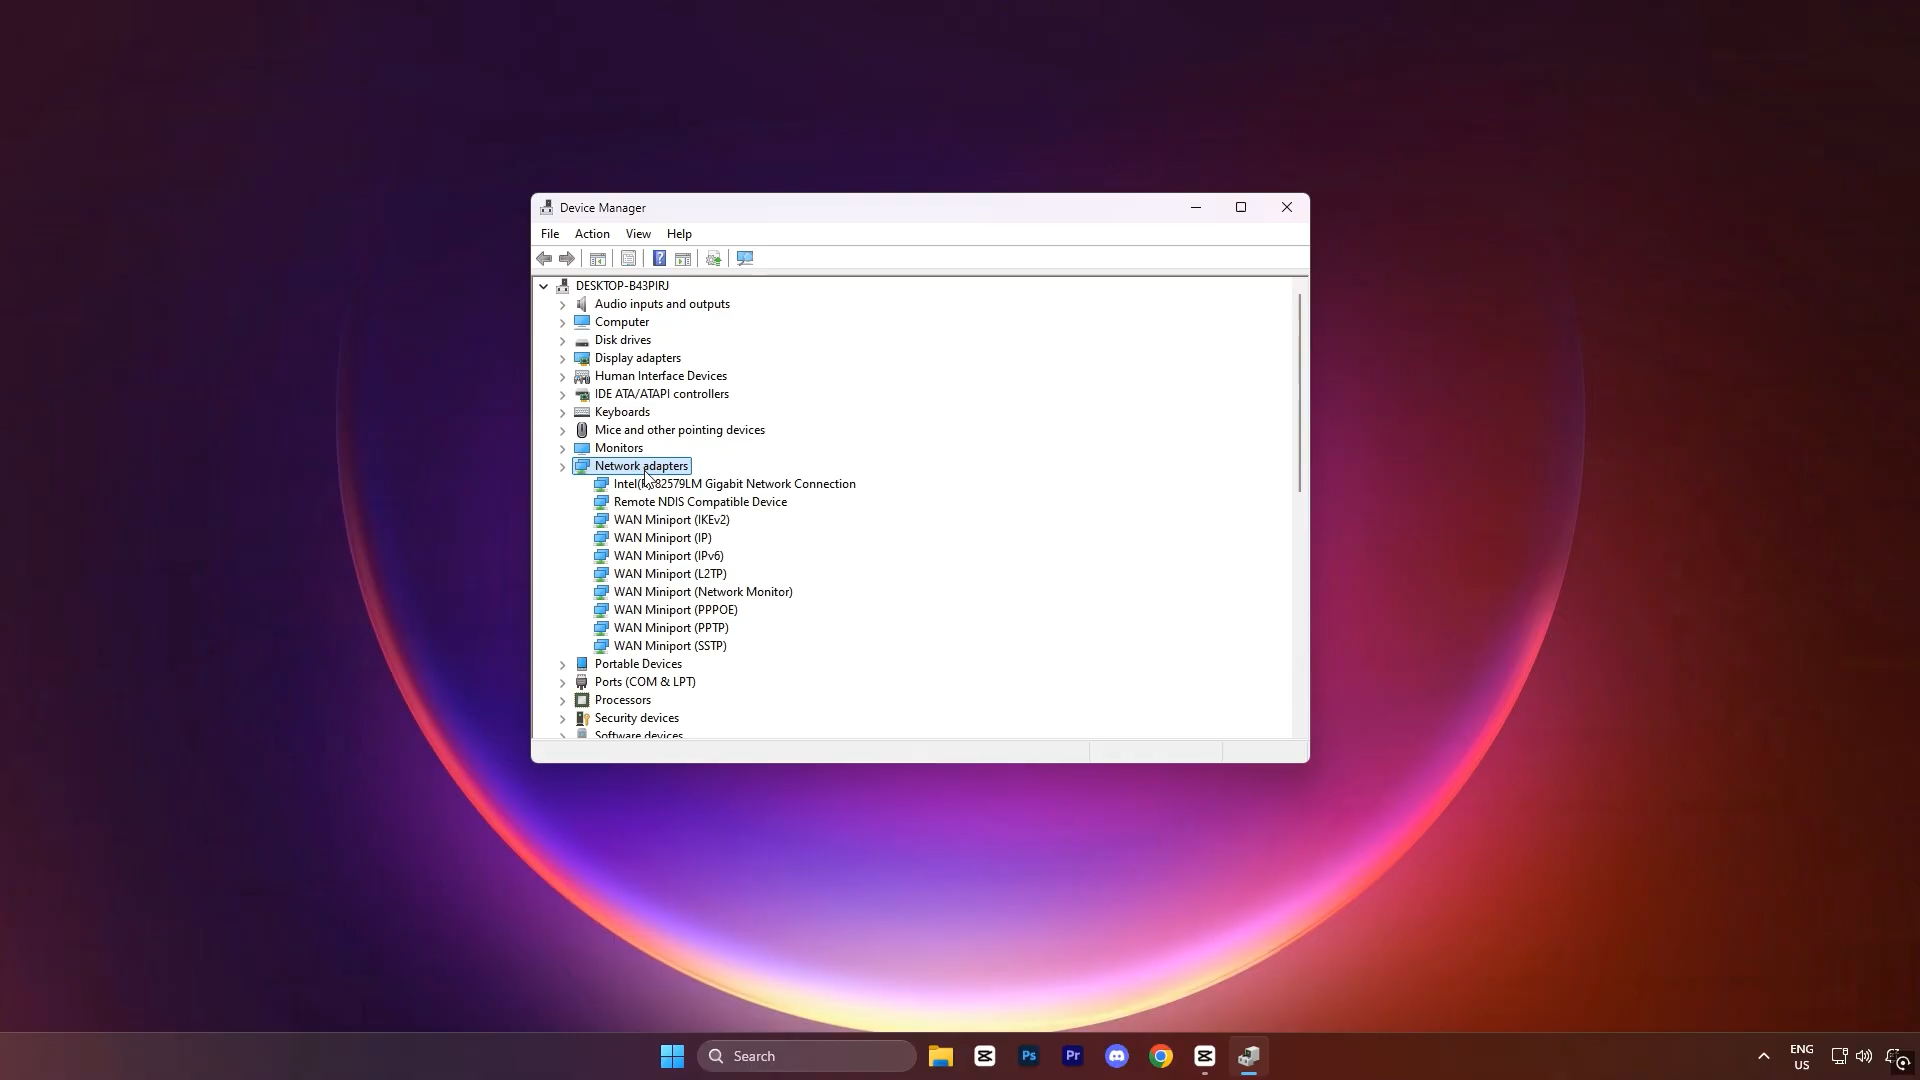 Device Manager
File Action View Help
DESKTOP-B43PIRJ
Audio inputs and outputs
Computer
Disk drives
Display adapters
Human Interface Devices
IDE ATA/ATAPI controllers
Keyboards
Mice and other pointing devices
Monitors
Network adapters
82579LM Gigabit Network Connection
Remote NDIS Compatible Device
WAN Miniport (IKEv2)
WAN Miniport (IP)
WAN Miniport (IPv6)
WAN Miniport (L2TP)
WAN Miniport (Network Monitor)
WAN Miniport (PPPOE)
WAN Miniport (PPTP)
WAN Miniport (SSTP)
Portable Devices
Ports (COM & LPT)
Processors
Security devices
Software devices
Search
Ps
Pr
ENG
US